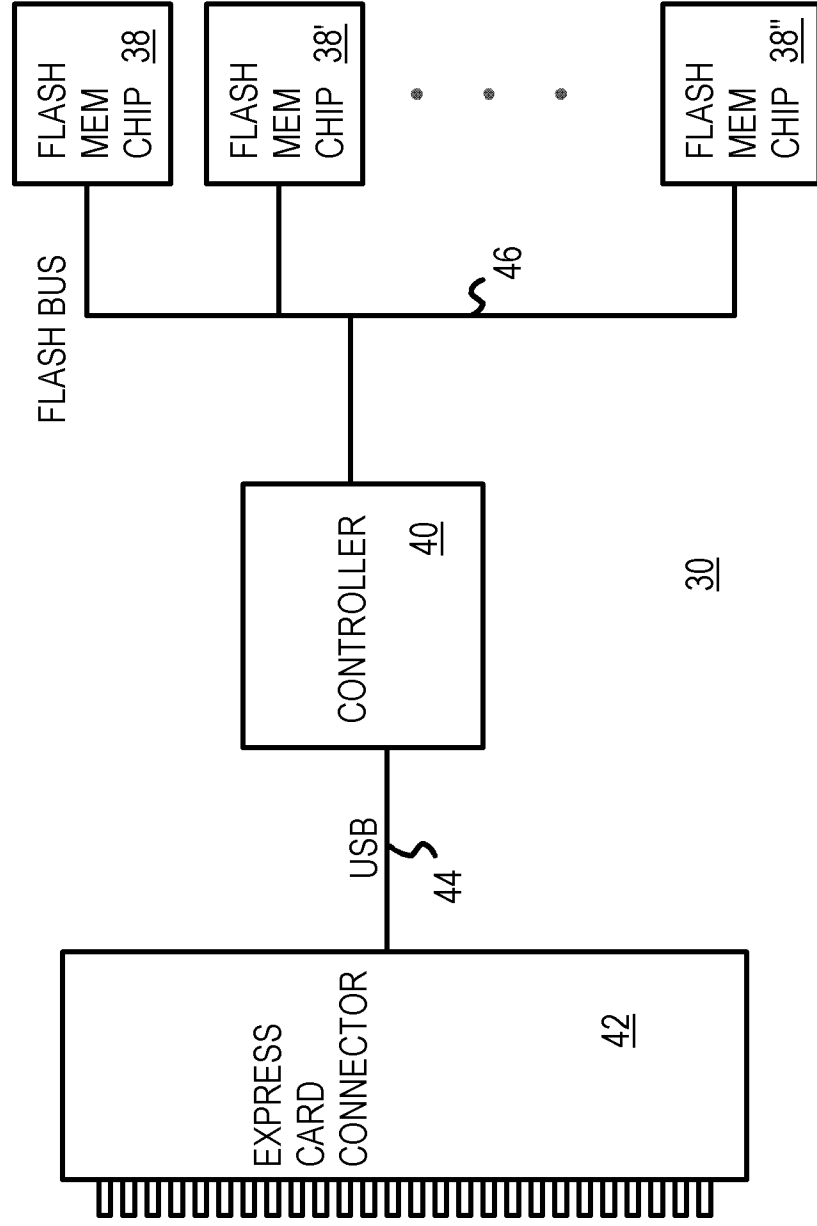 EXPRESS
CARD
CONNECTOR
42
USB
44
CONTROLLER
40
30
FLASH BUS
46
FLASH
MEM
CHIP 38
FLASH
MEM
CHIP 38'
FLASH
MEM
CHIP 38"